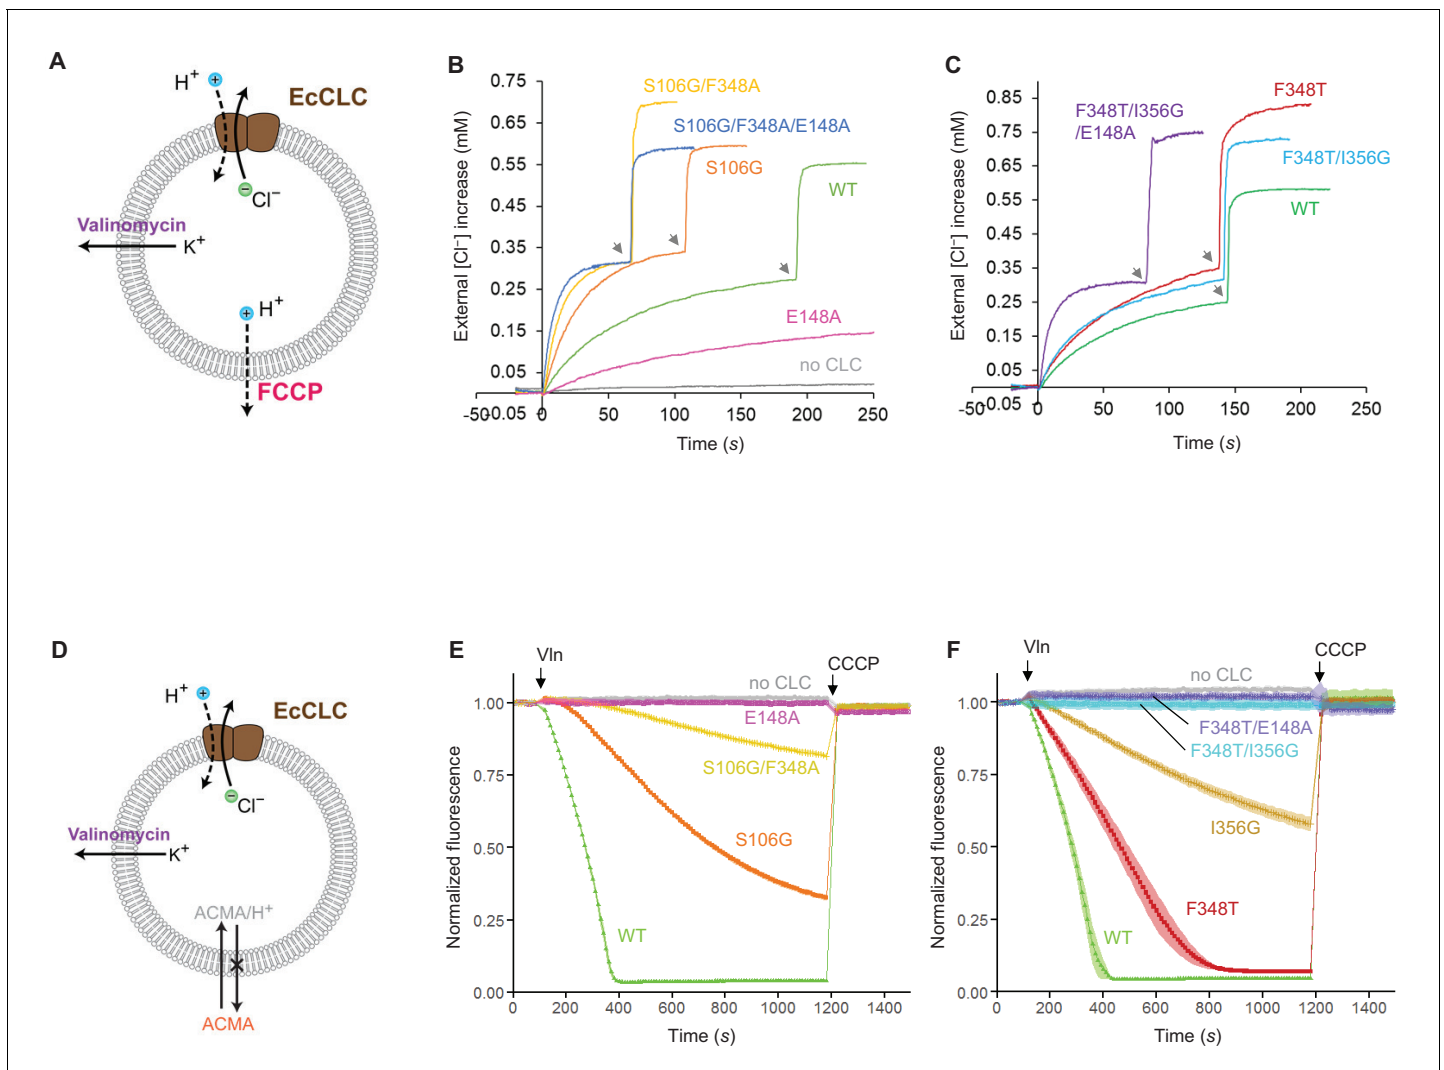 A
H+
EcCLC
Cl−
Valinomycin
K+
H+
FCCP
B
External [Cl−] increase (mM)
0.75
0.65
0.55
0.45
0.35
0.25
0.15
0.05
-0.05
-50
0
50
100
150
200
250
Time (s)
S106G/F348A
S106G/F348A/E148A
S106G
WT
E148A
no CLC
C
External [Cl−] increase (mM)
0.85
0.75
0.65
0.55
0.45
0.35
0.25
0.15
0.05
-0.05
-50
0
50
100
150
200
250
Time (s)
F348T
F348T/I356G
/E148A
F348T/I356G
WT
D
H+
EcCLC
Cl−
Valinomycin
K+
ACMA/H+
ACMA
E
Vln
CCCP
Normalized fluorescence
1.00
0.75
0.50
0.25
0.00
0
200
400
600
800
1000
1200
1400
Time (s)
no CLC
E148A
S106G/F348A
S106G
WT
F
Vln
CCCP
Normalized fluorescence
1.00
0.75
0.50
0.25
0.00
0
200
400
600
800
1000
1200
1400
Time (s)
no CLC
F348T/E148A
F348T/I356G
I356G
F348T
WT